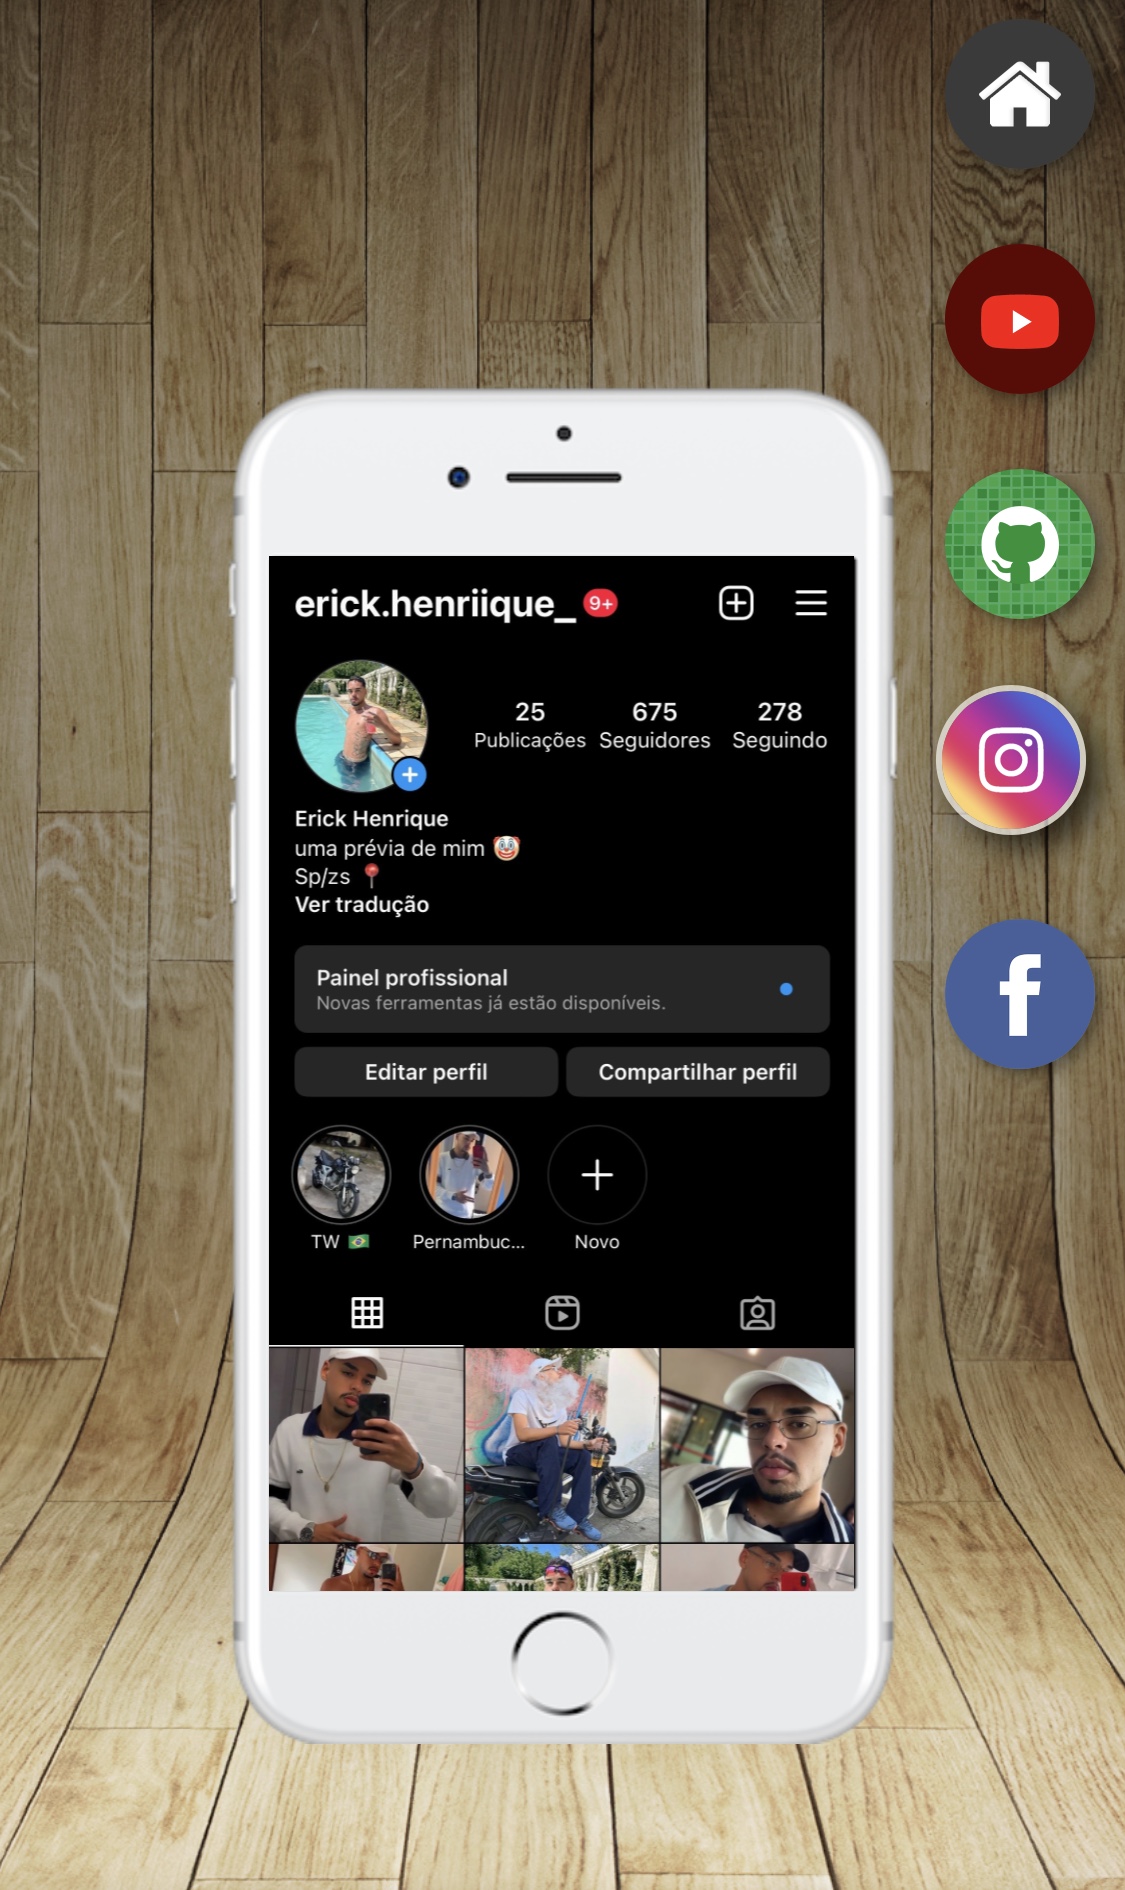 erick.henriique_ 9+
25 675 278
Publicações Seguidores Seguindo
Erick Henrique
uma prévia de mim 🤡
Sp/zs 📍
Ver tradução
Painel profissional
Novas ferramentas já estão disponíveis.
Editar perfil Compartilhar perfil
TW 🇧🇷 Pernambuc... Novo